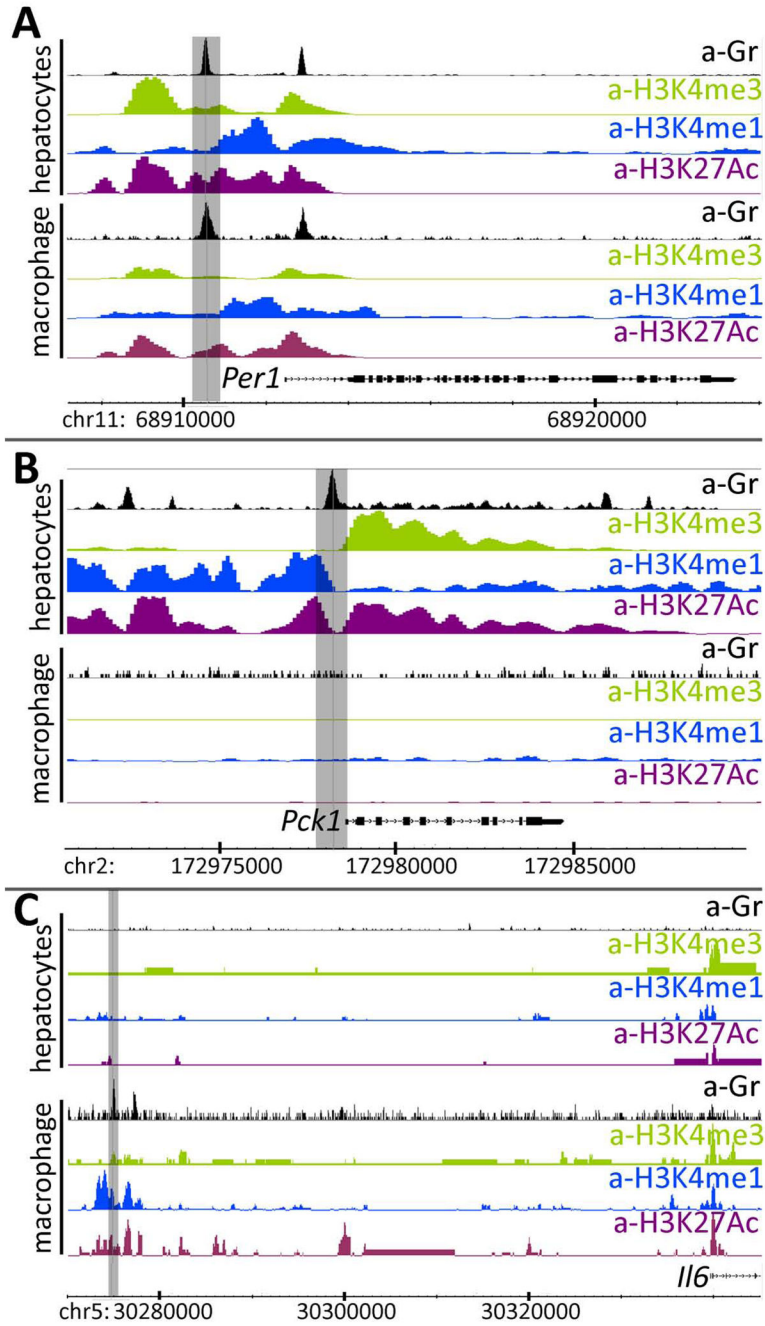 A
hepatocytes
a-Gr
a-H3K4me3
a-H3K4me1
a-H3K27Ac
macrophage
a-Gr
a-H3K4me3
a-H3K4me1
a-H3K27Ac
Per1
chr11: 68910000 68920000
B
hepatocytes
a-Gr
a-H3K4me3
a-H3K4me1
a-H3K27Ac
macrophage
a-Gr
a-H3K4me3
a-H3K4me1
a-H3K27Ac
Pck1
chr2: 172975000 172980000 172985000
C
hepatocytes
a-Gr
a-H3K4me3
a-H3K4me1
a-H3K27Ac
macrophage
a-Gr
a-H3K4me3
a-H3K4me1
a-H3K27Ac
Il6
chr5: 30280000 30300000 30320000